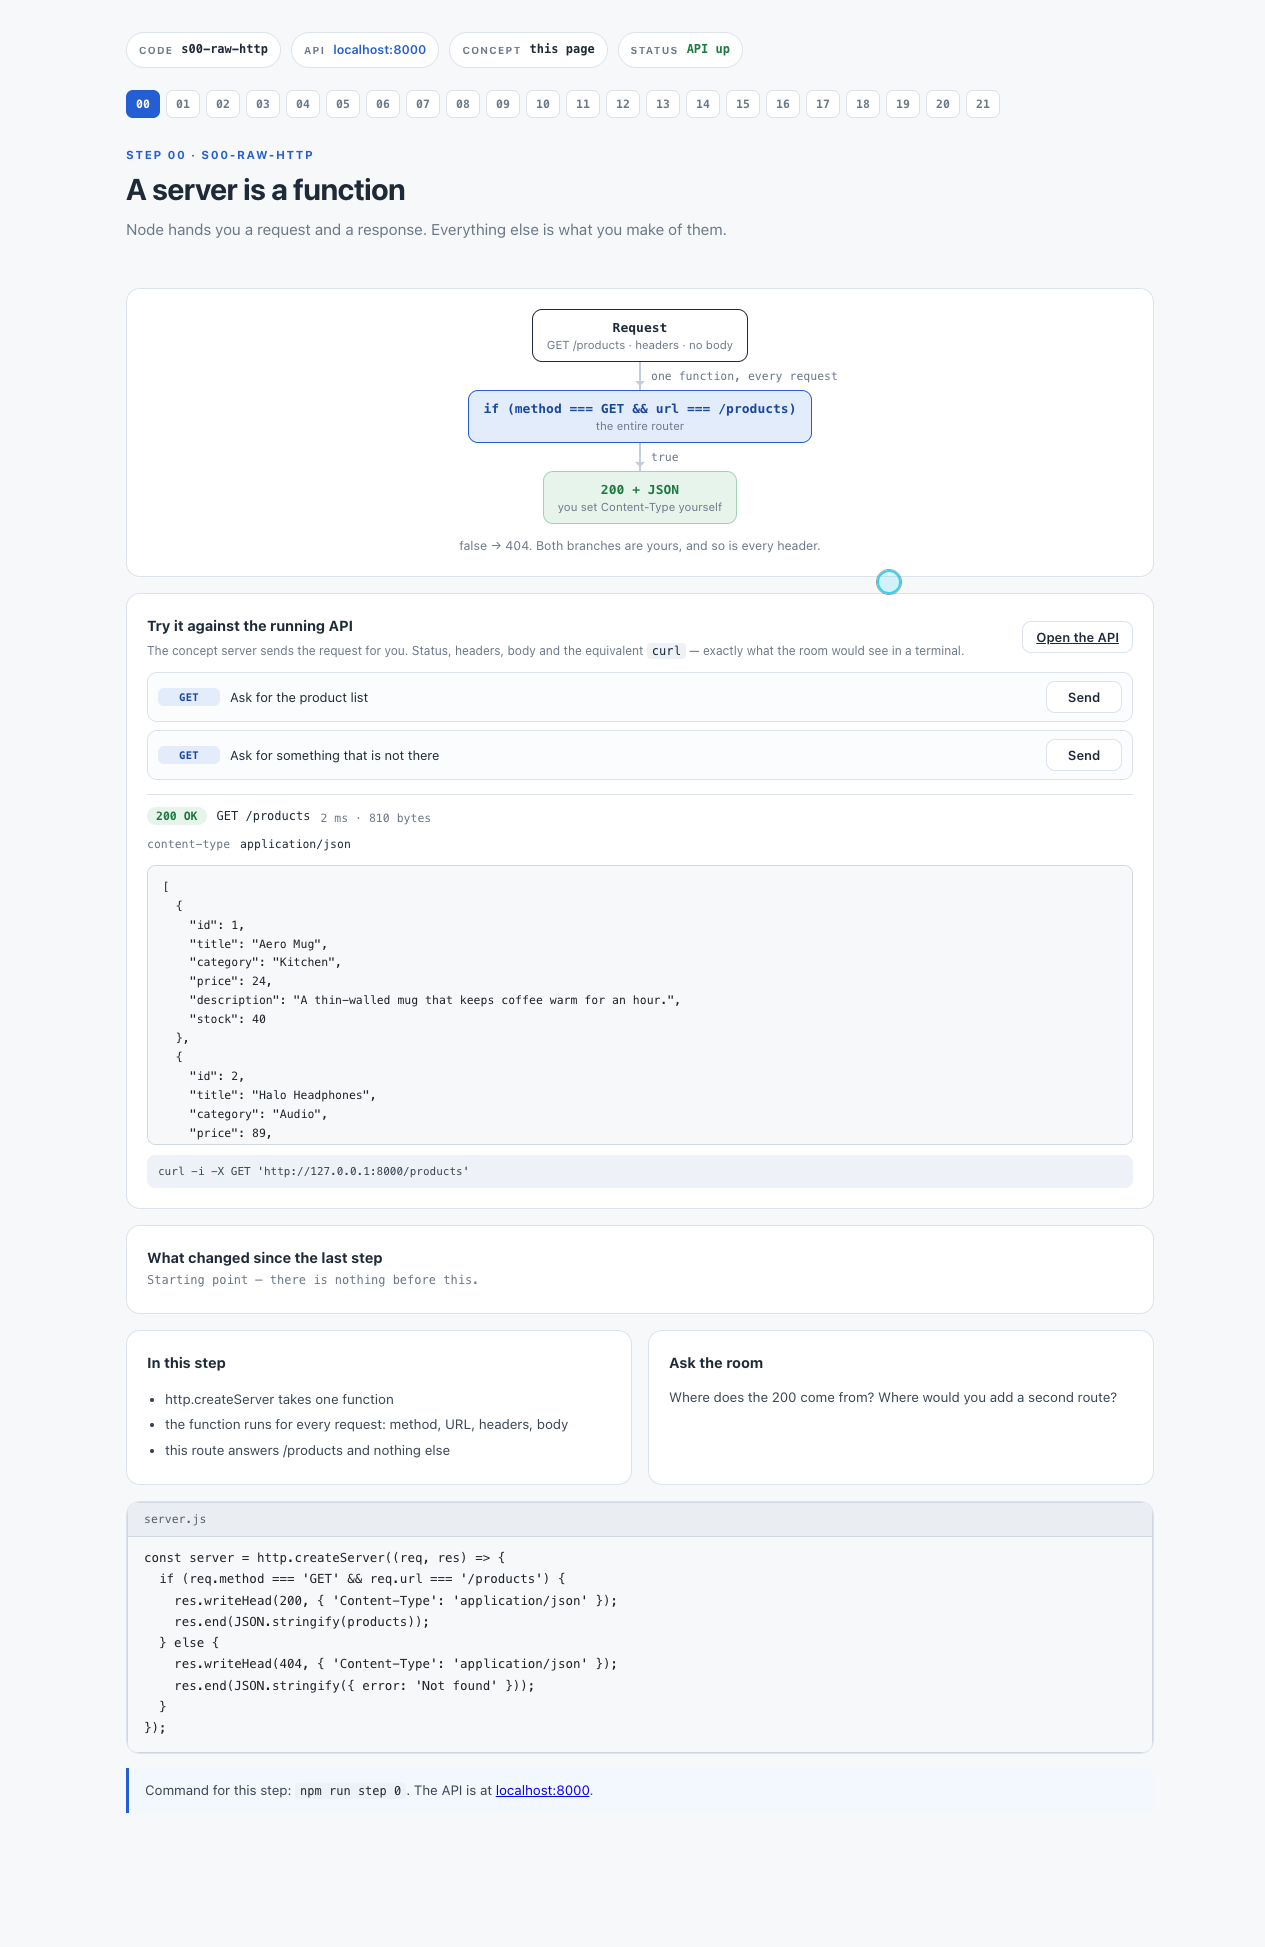 CODE s00-raw-http API localhost:8000 CONCEPT this page STATUS API up
00 01 02 03 04 05 06 07 08 09 10 11 12 13 14 15 16 17 18 19 20 21
STEP 00 · S00-RAW-HTTP
A server is a function
Node hands you a request and a response. Everything else is what you make of them.
Request
GET /products · headers · no body
one function, every request
if (method === GET && url === /products)
the entire router
true
200 + JSON
you set Content-Type yourself
false → 404. Both branches are yours, and so is every header.
Try it against the running API
The concept server sends the request for you. Status, headers, body and the equivalent curl — exactly what the room would see in a terminal.
Open the API
GET Ask for the product list Send
GET Ask for something that is not there Send
200 OK GET /products 2 ms · 810 bytes
content-type application/json
[
  {
    "id": 1,
    "title": "Aero Mug",
    "category": "Kitchen",
    "price": 24,
    "description": "A thin-walled mug that keeps coffee warm for an hour.",
    "stock": 40
  },
  {
    "id": 2,
    "title": "Halo Headphones",
    "category": "Audio",
    "price": 89,
curl -i -X GET 'http://127.0.0.1:8000/products'
What changed since the last step
Starting point — there is nothing before this.
In this step
• http.createServer takes one function
• the function runs for every request: method, URL, headers, body
• this route answers /products and nothing else
Ask the room
Where does the 200 come from? Where would you add a second route?
server.js
const server = http.createServer((req, res) => {
  if (req.method === 'GET' && req.url === '/products') {
    res.writeHead(200, { 'Content-Type': 'application/json' });
    res.end(JSON.stringify(products));
  } else {
    res.writeHead(404, { 'Content-Type': 'application/json' });
    res.end(JSON.stringify({ error: 'Not found' }));
  }
});
Command for this step: npm run step 0 . The API is at localhost:8000.